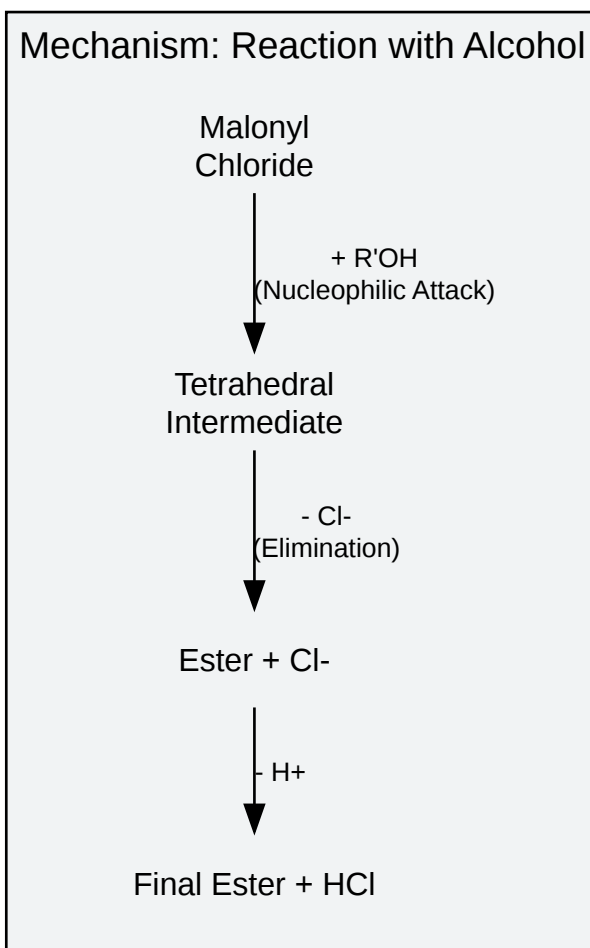 Mechanism: Reaction with Alcohol
Malonyl
Chloride
+ R'OH
(Nucleophilic Attack)
Tetrahedral
Intermediate
- Cl-
(Elimination)
Ester + Cl-
- H+
Final Ester + HCl